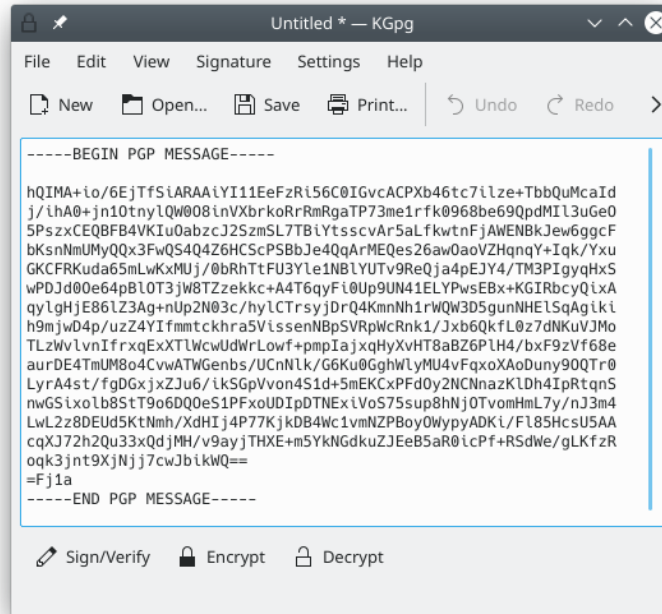 Untitled * — KGpg
File Edit View Signature Settings Help
New Open... Save Print... Undo Redo
-----BEGIN PGP MESSAGE-----
hQIMA+io/6EjTfSiARAAiYI11EeFzRi56C0IGvcACPXb46tc7ilze+TbbQuMcaId
j/ihA0+jn1OtnylQW0O8inVXbrkoRrRmRgaTP73me1rfk0968be69QpdMIl3uGeO
5PszxCEQBFB4VKIuOabzcJ2SzmSL7TBiYtsscvAr5aLfkwtnFjAWENBkJew6ggcF
bKsnNmUMyQQx3FwQS4Q4Z6HCScPSBbJe4QqArMEQes26awOaoVZHqnqY+Iqk/Yxu
GKCFRKuda65mLwKxMUj/0bRhTtFU3Yle1NBlYUTv9ReQja4pEJY4/TM3PIgyqHxS
wPDJd0Oe64pBlOT3jW8TZzekkc+A4T6qyFi0Up9UN41ELYPwsEBx+KGIRbcyQixA
qylgHjE86lZ3Ag+nUp2N03c/hylCTrsyjDrQ4KmnNh1rWQW3D5gunNHElSqAgiki
h9mjwD4p/uzZ4YIfmmtckhra5VissenNBpSVRpWcRnk1/Jxb6QkfL0z7dNKuVJMo
TLzWvlvnIfrxqExXTlWcwUdWrLowf+pmpIajxqHyXvHT8aBZ6PlH4/bxF9zVf68e
aurDE4TmUM8o4CvwATWGenbs/UCnNlk/G6Ku0GghWlyMU4vFqxoXAoDuny9OQTr0
LyrA4st/fgDGxjxZJu6/ikSGpVvon4S1d+5mEKCxPFdOy2NCNnazKlDh4IpRtqnS
nwGSixolb8StT9o6DQOeS1PFxoUDIpDTNExiVoS75sup8hNjOTvomHmL7y/nJ3m4
LwL2z8DEUd5KtNmh/XdHIj4P77KjkDB4Wc1vmNZPBoyOWypyADKi/Fl85HcsU5AA
cqXJ72h2Qu33xQdjMH/v9ayjTHXE+m5YkNGdkuZJEeB5aR0icPf+RSdWe/gLKfzR
oqk3jnt9XjNjj7cwJbikWQ==
=Fj1a
-----END PGP MESSAGE-----
Sign/Verify Encrypt Decrypt